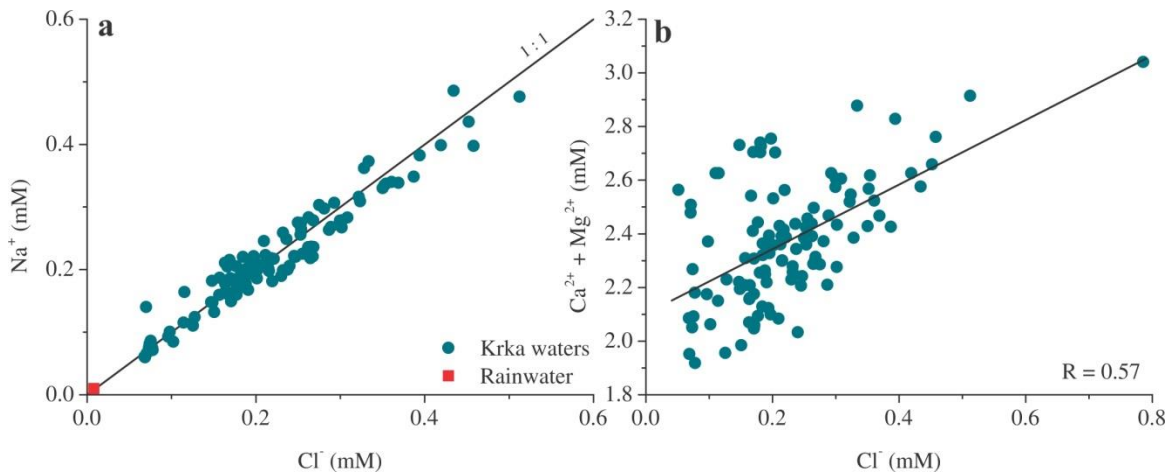 a
0.6
0.4
0.2
0.0
Na⁺ (mM)
1 : 1
Krka waters
Rainwater
0.0 0.2 0.4 0.6
Cl⁻ (mM)
b
3.2
3.0
2.8
2.6
2.4
2.2
2.0
1.8
Ca²⁺ + Mg²⁺ (mM)
R = 0.57
0.0 0.2 0.4 0.6 0.8
Cl⁻ (mM)